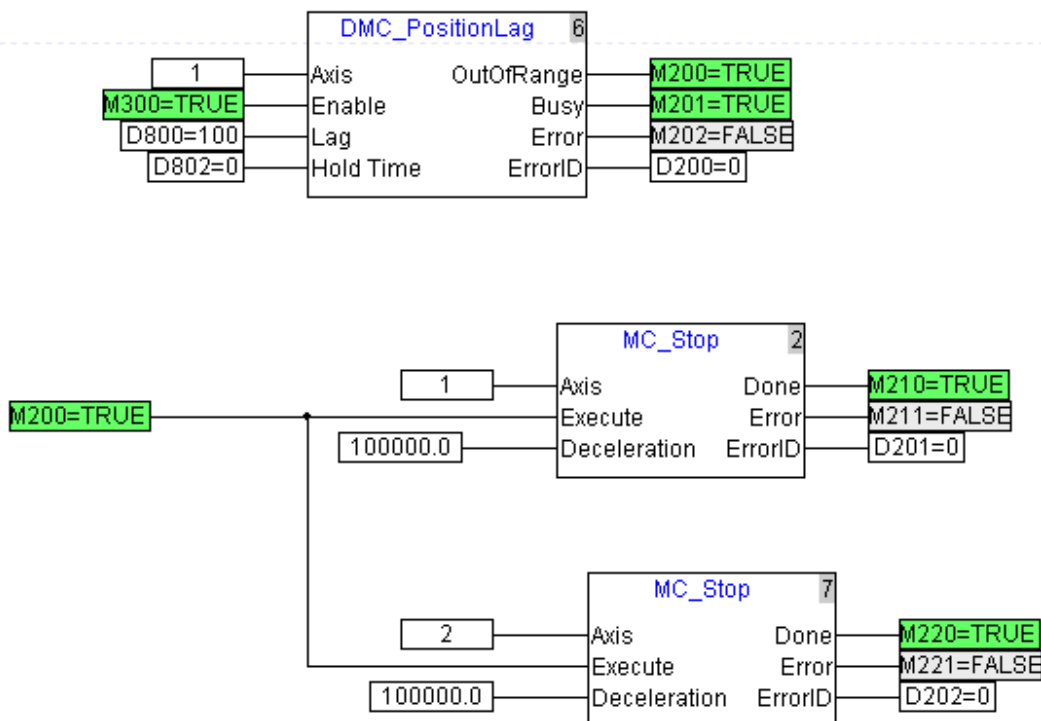 DMC_PositionLag 6
1 Axis OutOfRange M200=TRUE
M300=TRUE Enable Busy M201=TRUE
D800=100 Lag Error M202=FALSE
D802=0 Hold Time ErrorID D200=0
MC_Stop 2
1 Axis Done M210=TRUE
M200=TRUE Execute Error M211=FALSE
100000.0 Deceleration ErrorID D201=0
MC_Stop 7
2 Axis Done M220=TRUE
Execute Error M221=FALSE
100000.0 Deceleration ErrorID D202=0